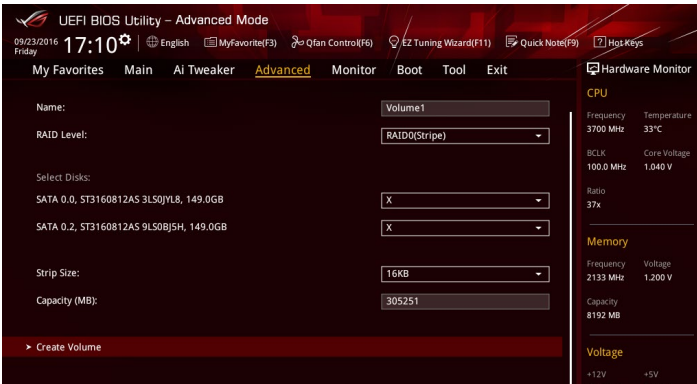 UEFI BIOS Utility – Advanced Mode
09/23/2016 Friday 17:10 English MyFavorite(F3) Qfan Control(F6) EZ Tuning Wizard(F11) Quick Note(F9) Hot Keys
My Favorites Main Ai Tweaker Advanced Monitor Boot Tool Exit
Hardware Monitor
Name: Volume1
RAID Level: RAID0(Stripe)
Select Disks:
SATA 0.0, ST3160812AS 3LS0JYL8, 149.0GB X
SATA 0.2, ST3160812AS 9LS0BJ5H, 149.0GB X
Strip Size: 16KB
Capacity (MB): 305251
> Create Volume
CPU
Frequency Temperature
3700 MHz 33°C
BCLK Core Voltage
100.0 MHz 1.040 V
Ratio
37x
Memory
Frequency Voltage
2133 MHz 1.200 V
Capacity
8192 MB
Voltage
+12V +5V